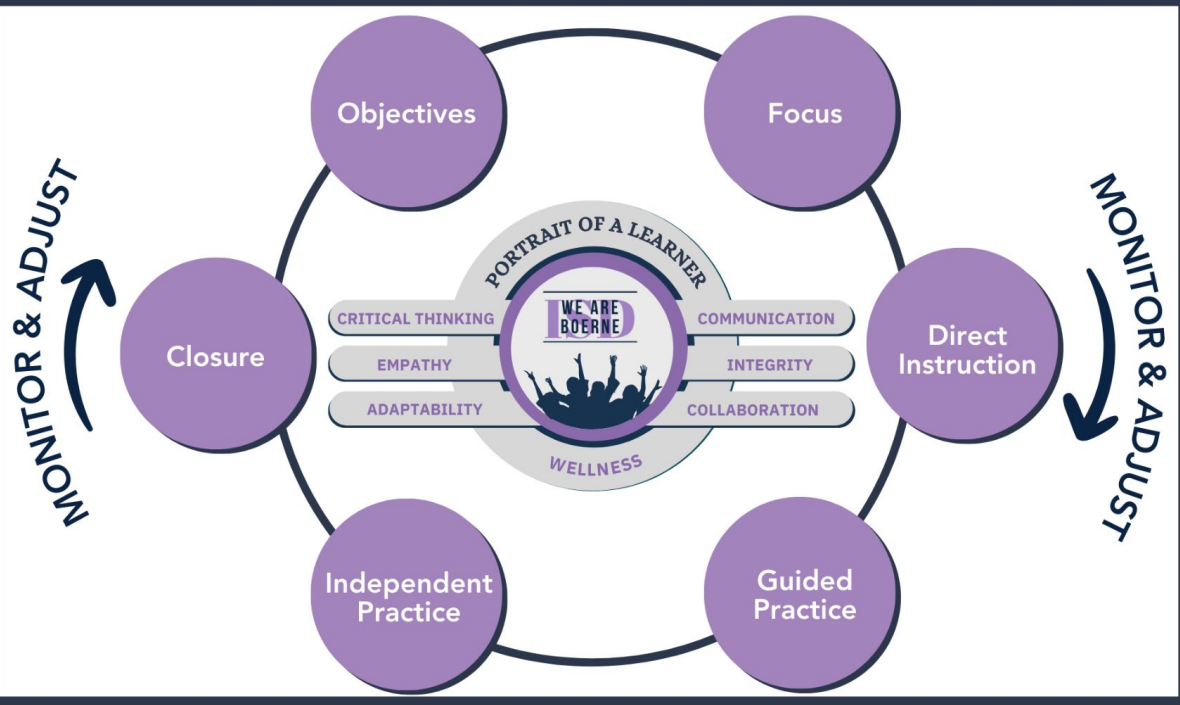 Objectives
Focus
MONITOR & ADJUST
MONITOR & ADJUST
PORTRAIT OF A LEARNER
ISD
WE ARE
BOERNE
CRITICAL THINKING
COMMUNICATION
EMPATHY
INTEGRITY
ADAPTABILITY
COLLABORATION
WELLNESS
Closure
Direct
Instruction
Independent
Practice
Guided
Practice